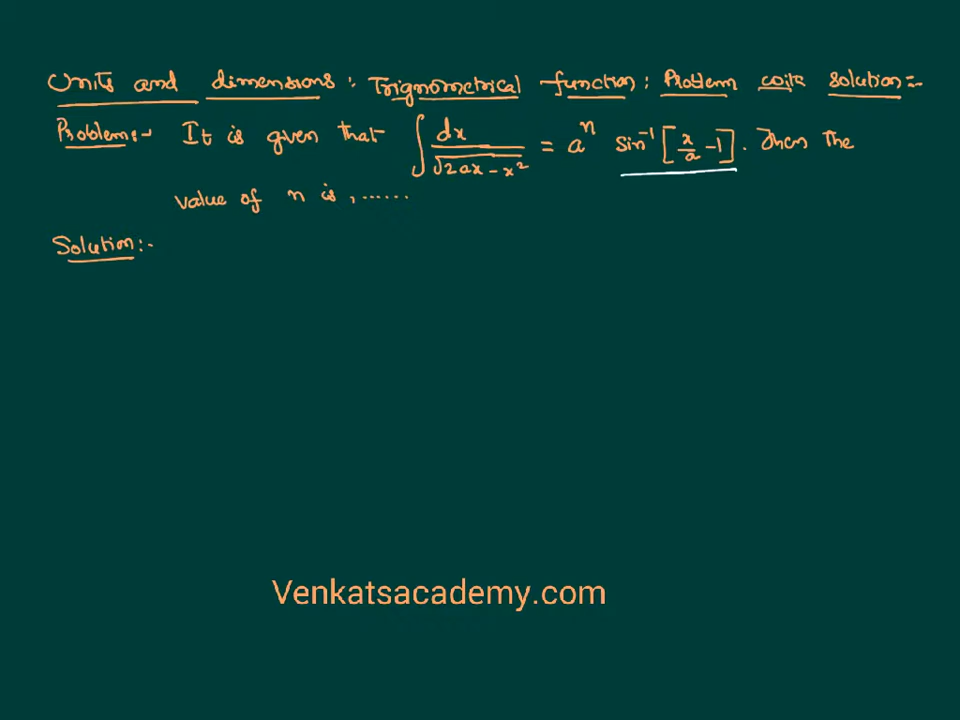 Units and dimensions : Trignometrical function : Problem with solution :-
Problem :- It is given that ∫ dx / √(2ax - x²) = aⁿ sin⁻¹ [x/a - 1]. Then the
value of n is, ......
Solution :-
Venkatsacademy.com